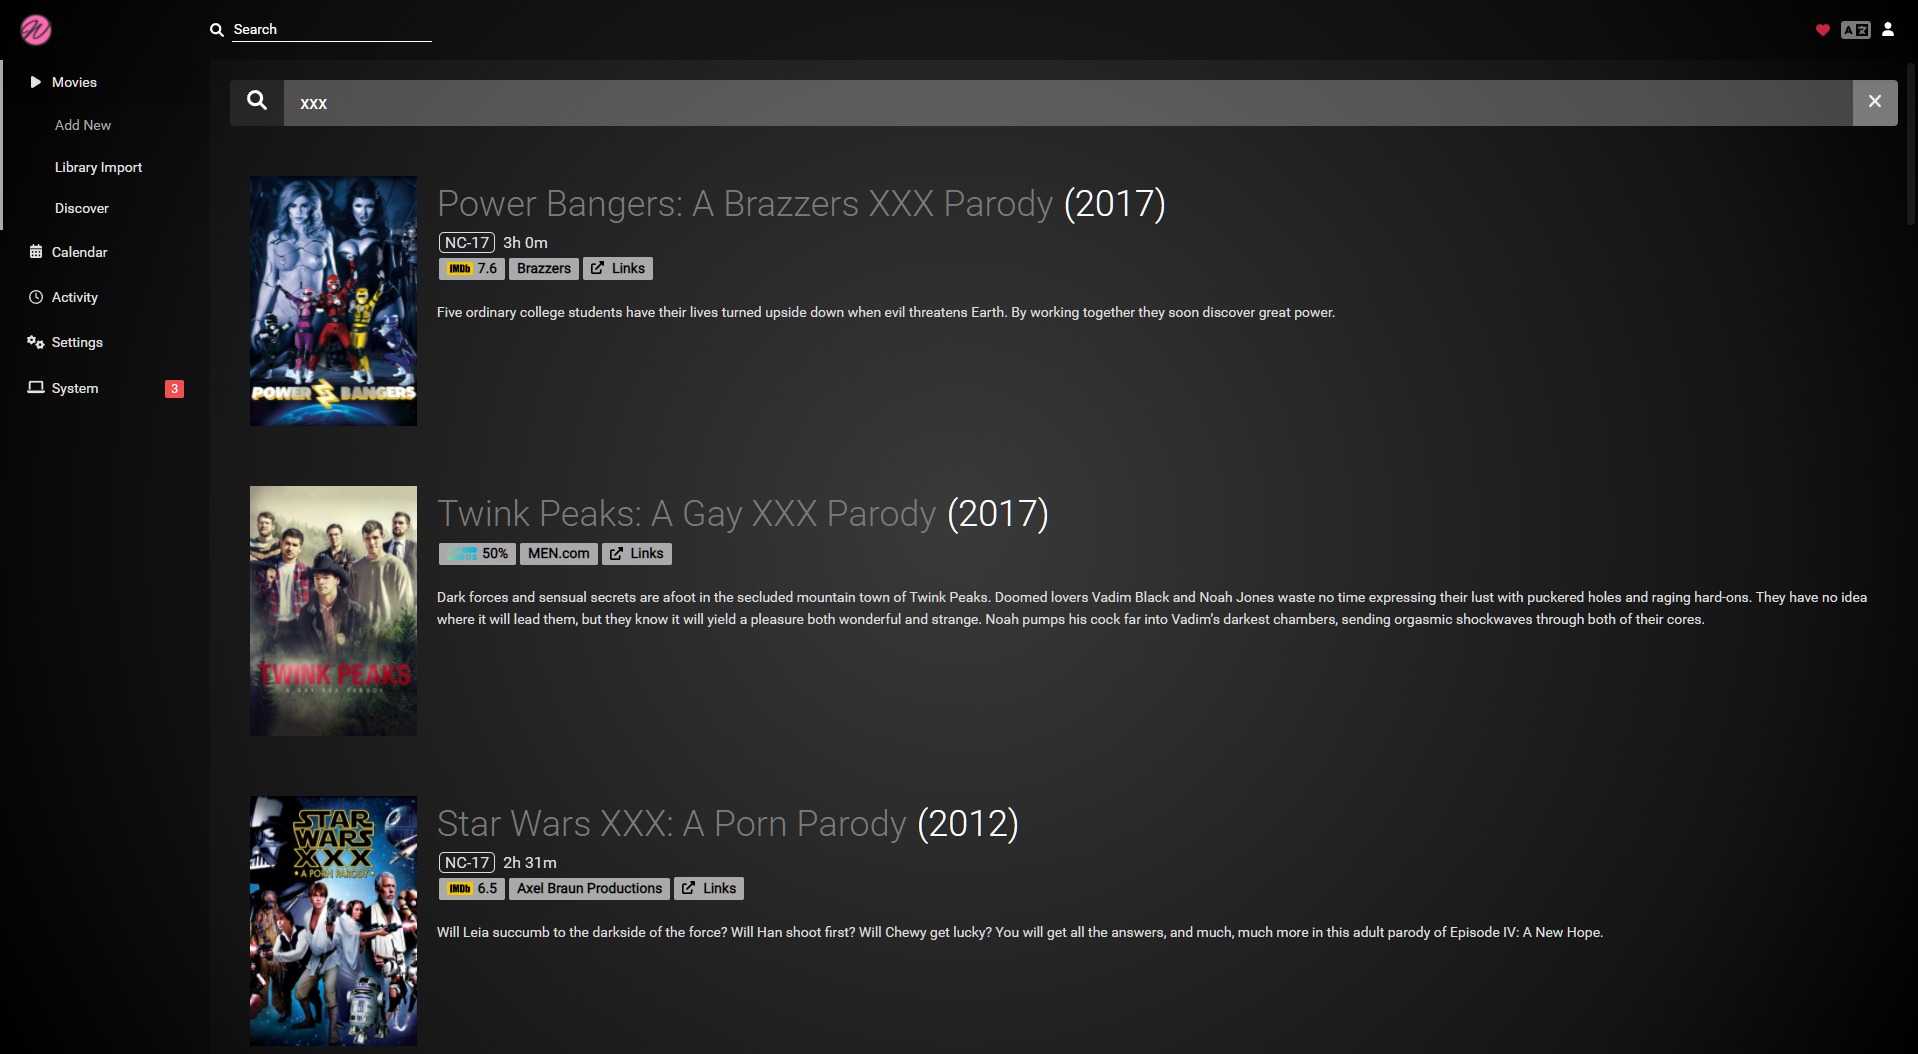 Search
Movies
Add New
Library Import
Discover
Calendar
Activity
Settings
System 3
xxx
Power Bangers: A Brazzers XXX Parody (2017)
NC-17 3h 0m
IMDb 7.6 Brazzers Links
Five ordinary college students have their lives turned upside down when evil threatens Earth. By working together they soon discover great power.
POWER BANGERS
Twink Peaks: A Gay XXX Parody (2017)
50% MEN.com Links
Dark forces and sensual secrets are afoot in the secluded mountain town of Twink Peaks. Doomed lovers Vadim Black and Noah Jones waste no time expressing their lust with puckered holes and raging hard-ons. They have no idea
where it will lead them, but they know it will yield a pleasure both wonderful and strange. Noah pumps his cock far into Vadim’s darkest chambers, sending orgasmic shockwaves through both of their cores.
TWINK PEAKS
A GAY XXX PARODY
Star Wars XXX: A Porn Parody (2012)
NC-17 2h 31m
IMDb 6.5 Axel Braun Productions Links
Will Leia succumb to the darkside of the force? Will Han shoot first? Will Chewy get lucky? You will get all the answers, and much, much more in this adult parody of Episode IV: A New Hope.
STAR
WARS
XXX
A PORN PARODY